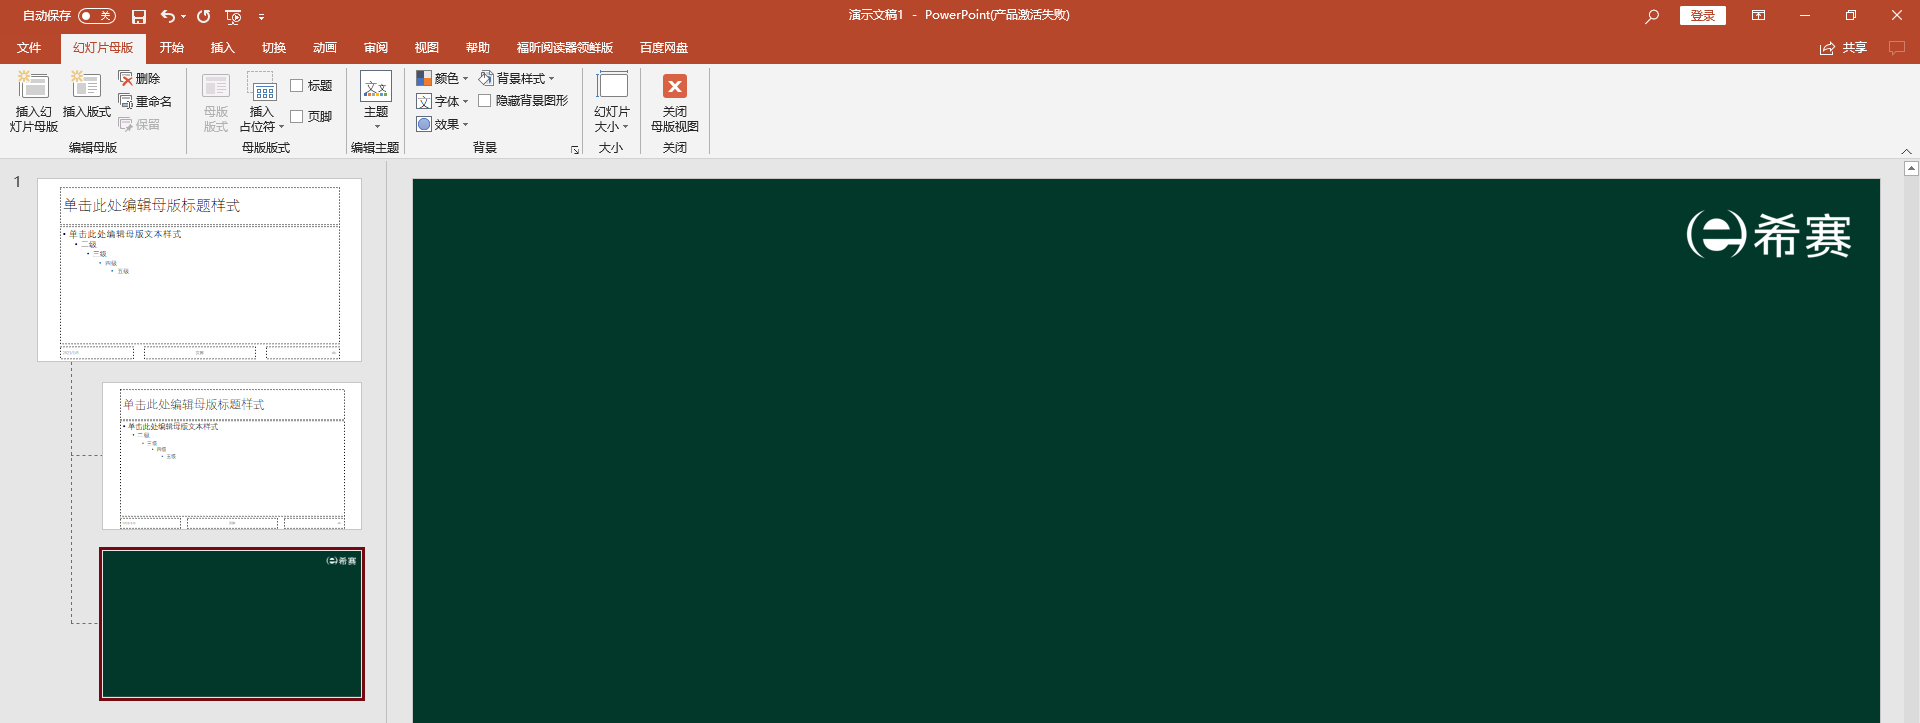 自动保存 关
演示文稿1 - PowerPoint(产品激活失败)
登录
文件 幻灯片母版 开始 插入 切换 动画 审阅 视图 帮助 福昕阅读器领鲜版 百度网盘
共享
插入幻
灯片母版
插入版式
删除
重命名
保留
编辑母版
母版
版式
插入
占位符
标题
页脚
母版版式
主题
编辑主题
颜色
字体
效果
背景样式
隐藏背景图形
背景
幻灯片
大小
大小
关闭
母版视图
关闭
1
单击此处编辑母版标题样式
• 单击此处编辑母版文本样式
• 二级
• 三级
• 四级
• 五级
单击此处编辑母版标题样式
• 单击此处编辑母版文本样式
• 二级
• 三级
• 四级
• 五级
希赛
希赛